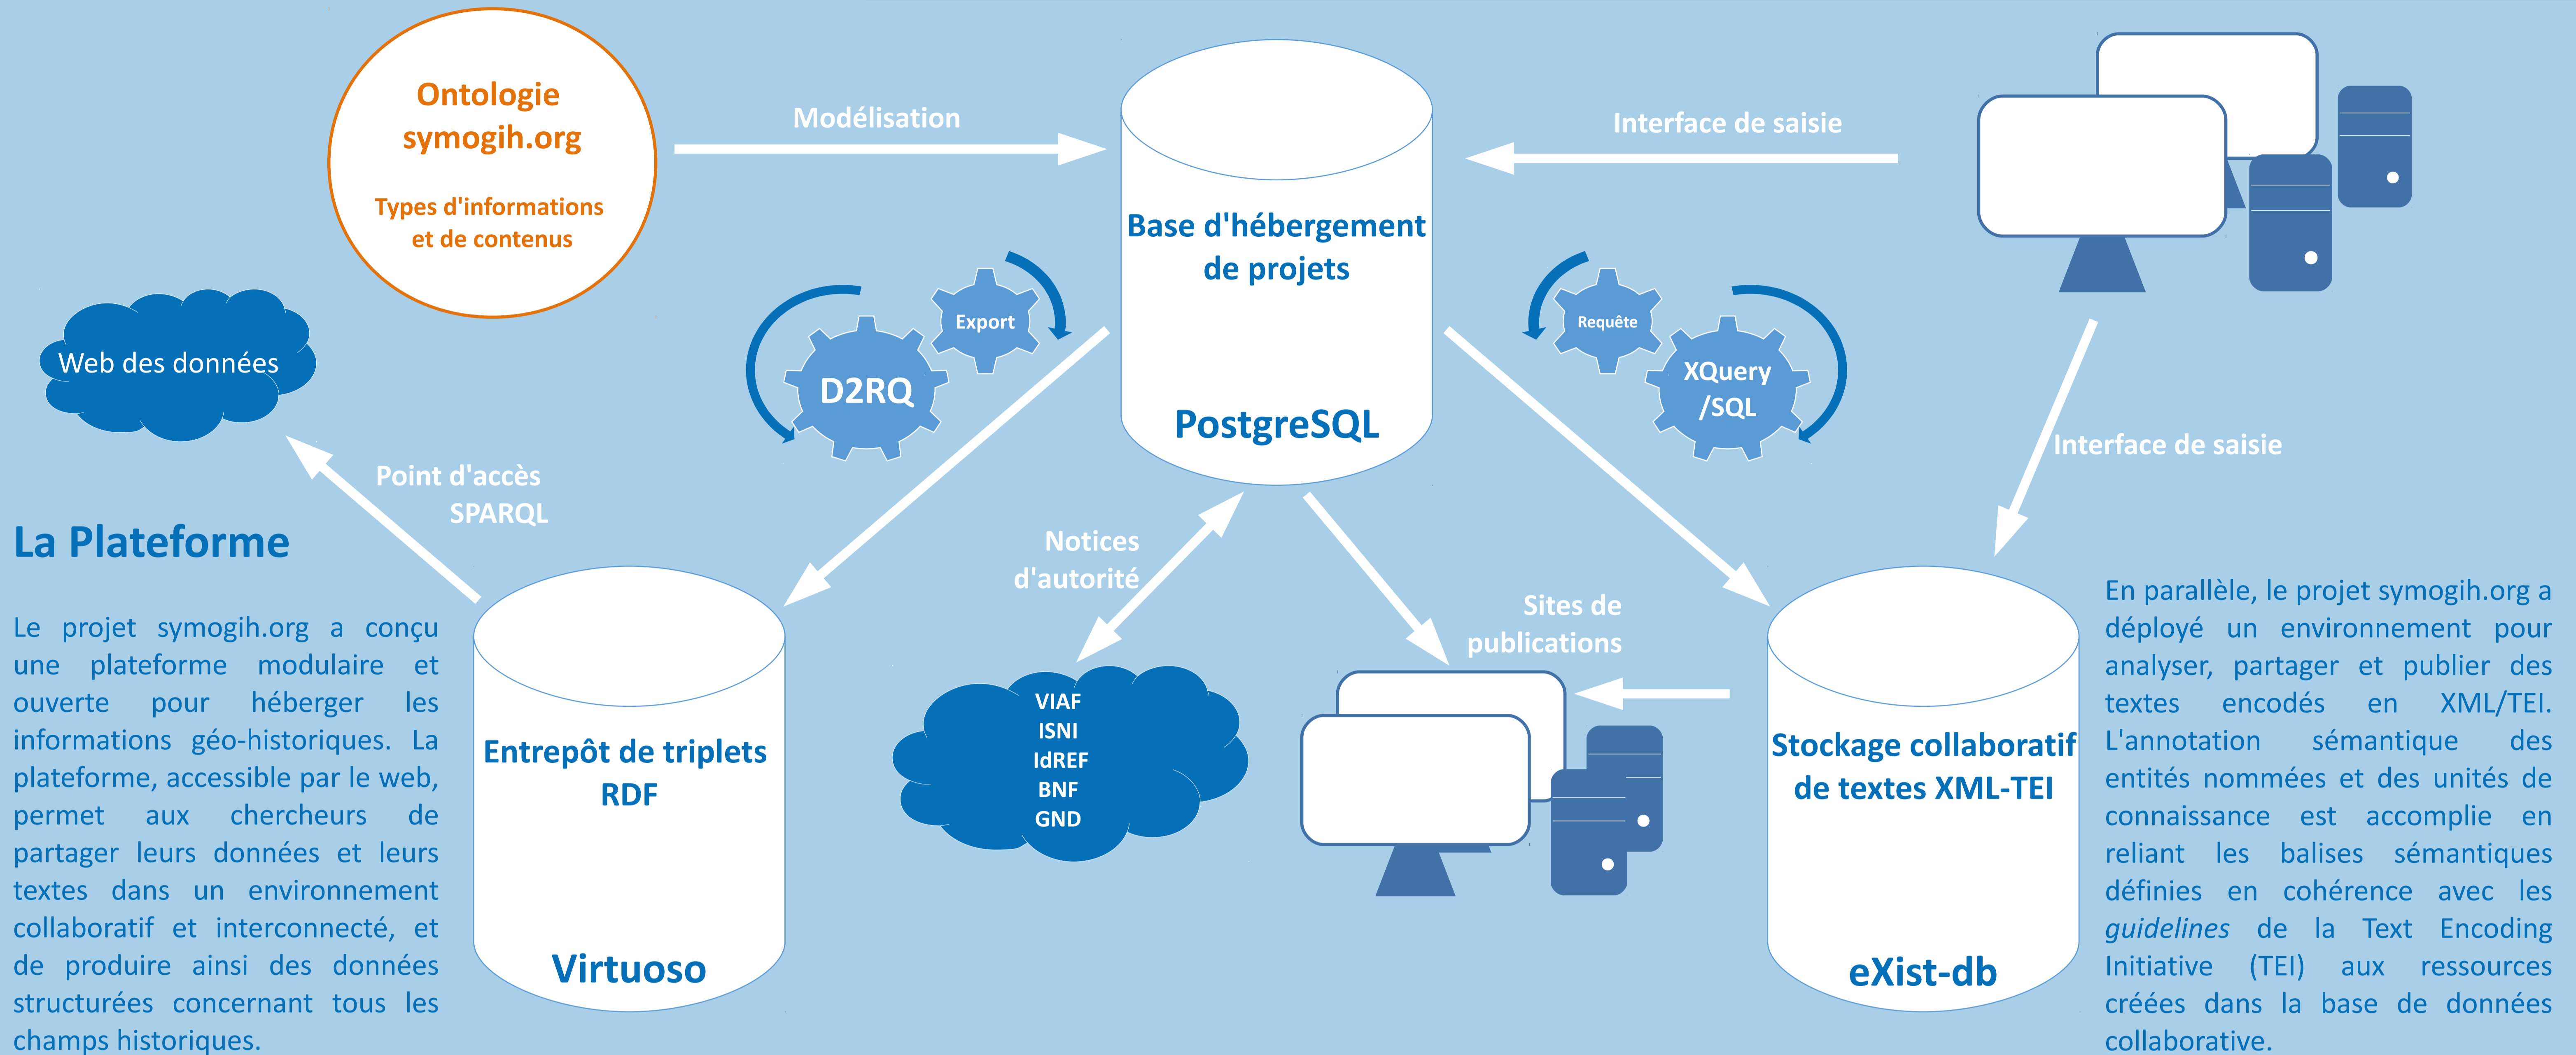 Ontologie
symogih.org
Types d'informations
et de contenus
Modélisation
Interface de saisie
Base d'hébergement
de projets
PostgreSQL
Export
D2RQ
Requête
XQuery
/SQL
Web des données
Point d'accès
SPARQL
Interface de saisie
Notices
d'autorité
Sites de
publications
VIAF
ISNI
IdREF
BNF
GND
Entrepôt de triplets
RDF
Virtuoso
Stockage collaboratif
de textes XML-TEI
eXist-db
La Plateforme
Le projet symogih.org a conçu
une plateforme modulaire et
ouverte pour héberger les
informations géo-historiques. La
plateforme, accessible par le web,
permet aux chercheurs de
partager leurs données et leurs
textes dans un environnement
collaboratif et interconnecté, et
de produire ainsi des données
structurées concernant tous les
champs historiques.
En parallèle, le projet symogih.org a
déployé un environnement pour
analyser, partager et publier des
textes encodés en XML/TEI.
L'annotation sémantique des
entités nommées et des unités de
connaissance est accomplie en
reliant les balises sémantiques
définies en cohérence avec les
guidelines de la Text Encoding
Initiative (TEI) aux ressources
créées dans la base de données
collaborative.